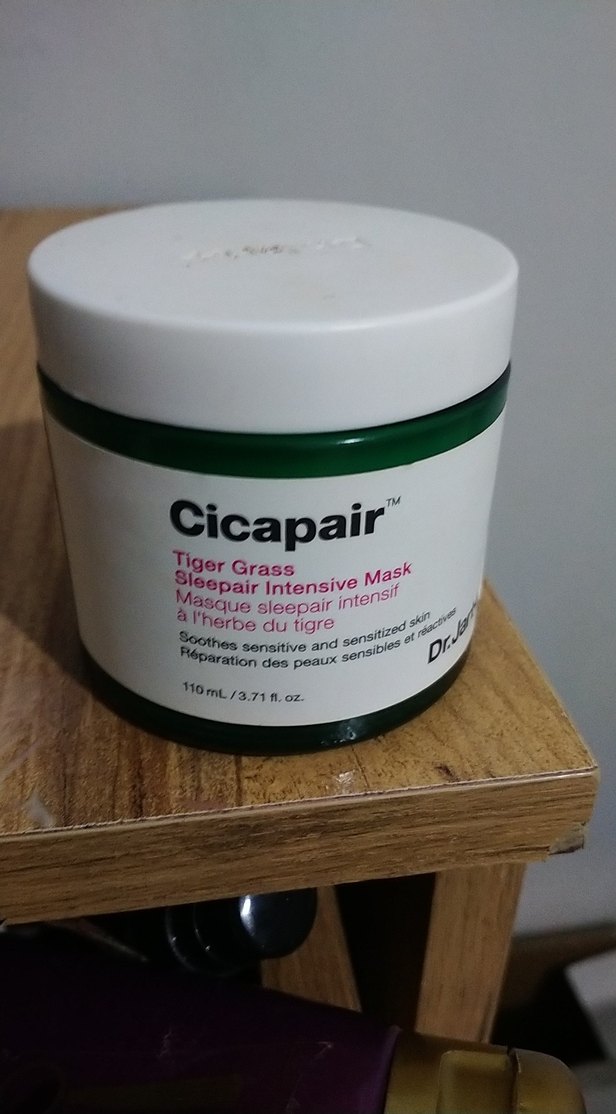 Cicapair™
Tiger Grass
Sleepair Intensive Mask
Masque sleepair intensif
à l'herbe du tigre
Soothes sensitive and sensitized skin
Réparation des peaux sensibles et réactives
110 mL / 3.71 fl. oz.